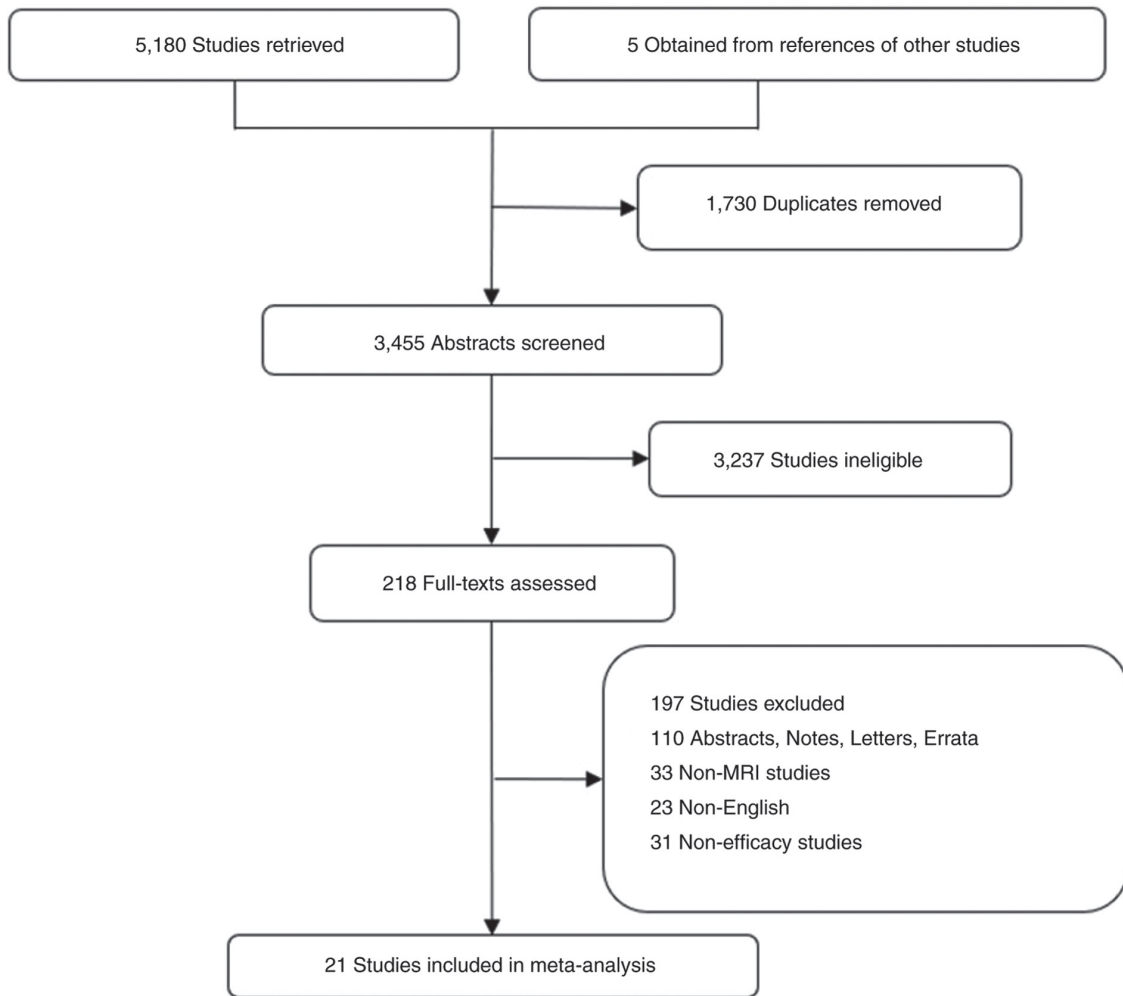 5,180 Studies retrieved
5 Obtained from references of other studies
1,730 Duplicates removed
3,455 Abstracts screened
3,237 Studies ineligible
218 Full-texts assessed
197 Studies excluded
110 Abstracts, Notes, Letters, Errata
33 Non-MRI studies
23 Non-English
31 Non-efficacy studies
21 Studies included in meta-analysis